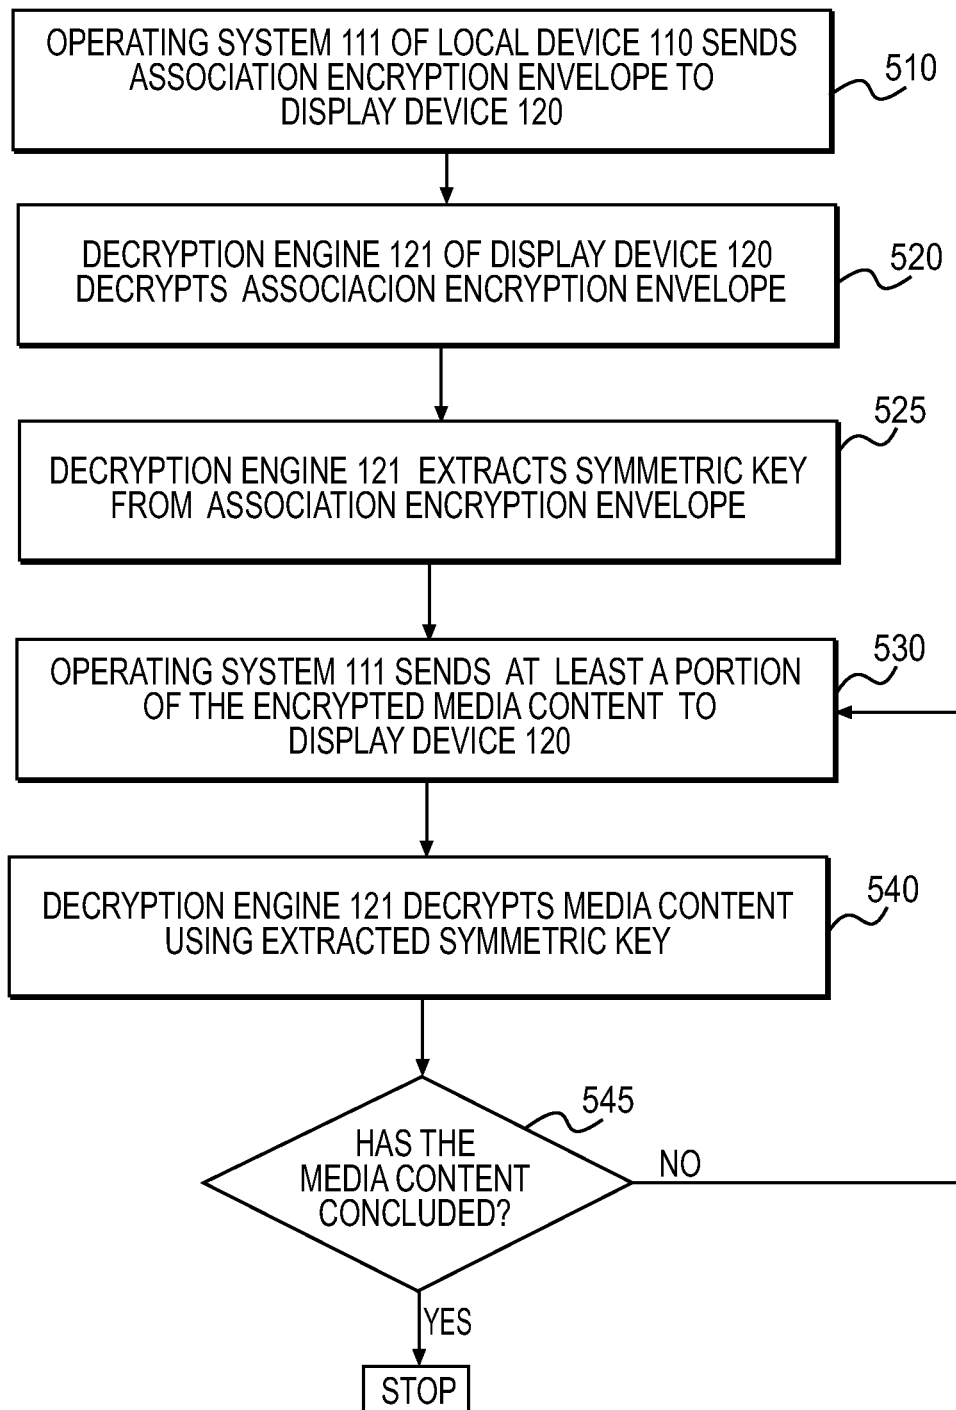 OPERATING SYSTEM 111 OF LOCAL DEVICE 110 SENDS
ASSOCIATION ENCRYPTION ENVELOPE TO
DISPLAY DEVICE 120
510
DECRYPTION ENGINE 121 OF DISPLAY DEVICE 120
DECRYPTS ASSOCIACION ENCRYPTION ENVELOPE
520
DECRYPTION ENGINE 121 EXTRACTS SYMMETRIC KEY
FROM ASSOCIATION ENCRYPTION ENVELOPE
525
OPERATING SYSTEM 111 SENDS AT LEAST A PORTION
OF THE ENCRYPTED MEDIA CONTENT TO
DISPLAY DEVICE 120
530
DECRYPTION ENGINE 121 DECRYPTS MEDIA CONTENT
USING EXTRACTED SYMMETRIC KEY
540
HAS THE
MEDIA CONTENT
CONCLUDED?
545
NO
YES
STOP